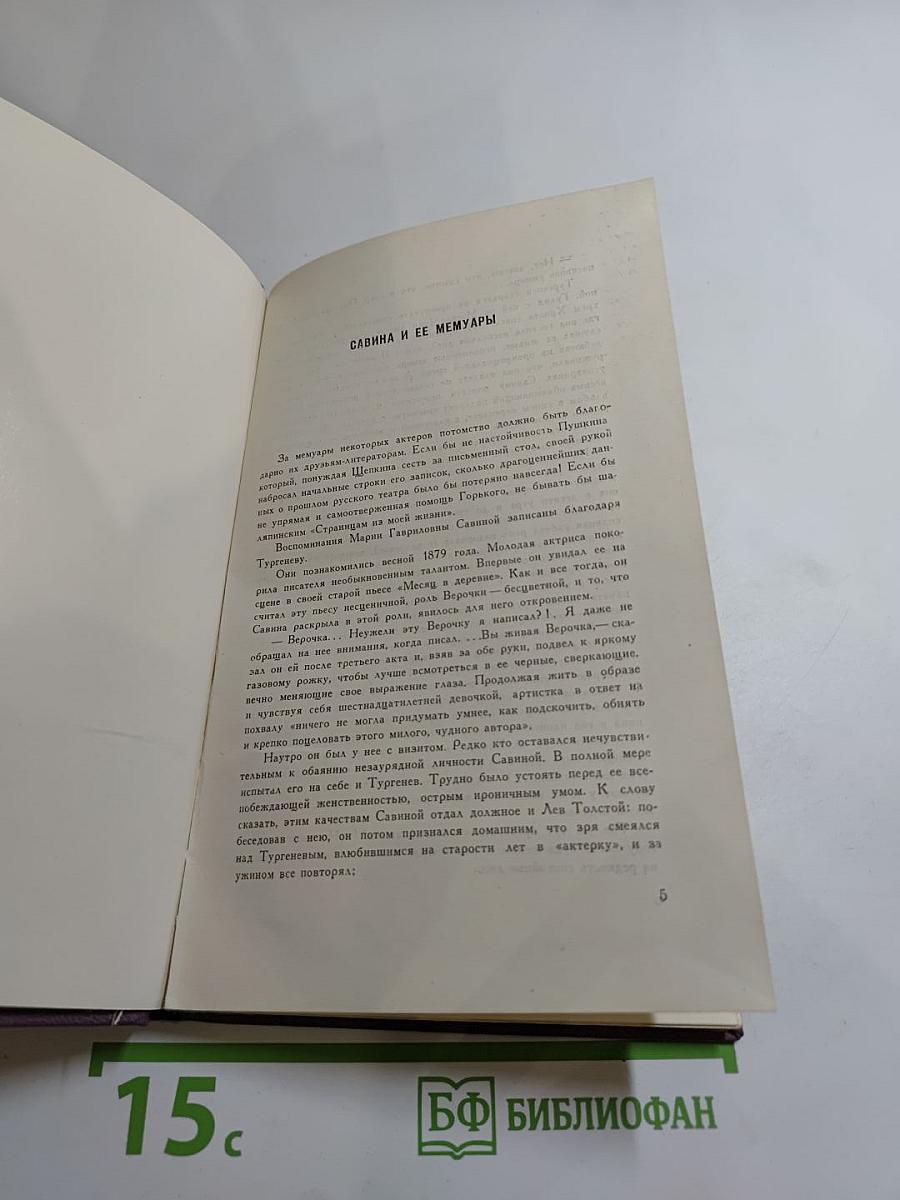 САВИНА И ЕЕ МЕМУАРЫ
За мемуары некоторых актеров потомство должно быть благо-
дарно их друзьям-литераторам. Если бы не настойчивость Пушкина
который, понуждая Щепкина сесть за письменный стол, своей рукой
набросал начальные строки его записок, сколько драгоценнейших дан-
ных о прошлом русского театра было бы потеряно навсегда! Если бы
не упрямая и самоотверженная помощь Горького, не бывать бы ша-
ляпинским «Страницам из моей жизни».
Воспоминания Марии Гавриловны Савиной записаны благодаря
Тургеневу.
Они познакомились весной 1879 года. Молодая актриса поко-
рила писателя необыкновенным талантом. Впервые он увидал ее на
сцене в своей старой пьесе «Месяц в деревне». Как и все тогда, он
считал эту пьесу несценичной, роль Верочки — бесцветной, и то, что
Савина раскрыла в этой роли, явилось для него откровением.
— Верочка... Неужели эту Верочку я написал?!. Я даже не
обращал на нее внимания, когда писал. ...Вы живая Верочка,— ска-
зал он ей после третьего акта и, взяв за обе руки, подвел к яркому
газовому рожку, чтобы лучше всмотреться в ее черные, сверкающие,
вечно меняющие свое выражение глаза. Продолжая жить в образе
и чувствуя себя шестнадцатилетней девочкой, артистка в ответ на
похвалу «ничего не могла придумать умнее, как подскочить, обнять
и крепко поцеловать этого милого, чудного автора».
Наутро он был у нее с визитом. Редко кто оставался нечувстви-
тельным к обаянию незаурядной личности Савиной. В полной мере
испытал его на себе и Тургенев. Трудно было устоять перед ее все-
побеждающей женственностью, острым ироничным умом. К слову
сказать, этим качествам Савиной отдал должное и Лев Толстой: по-
беседовав с нею, он потом признался домашним, что зря смеялся
над Тургеневым, влюбившимся на старости лет в «актерку», и за
ужином все повторял:
5
15 с
БФ БИБЛИОФАН